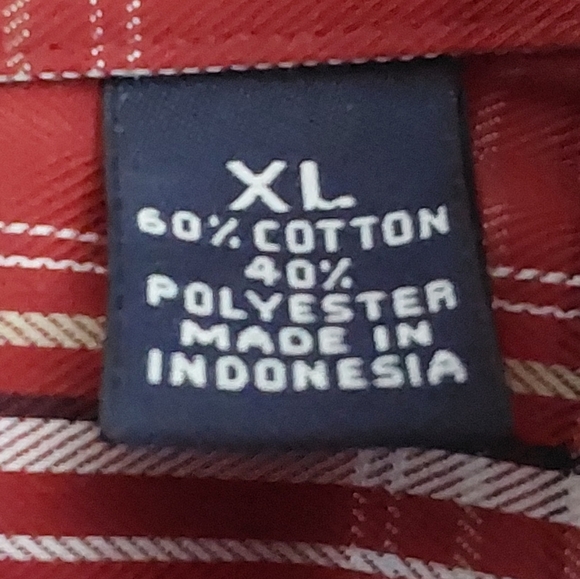 XL
60% COTTON
40%
POLYESTER
MADE IN
INDONESIA